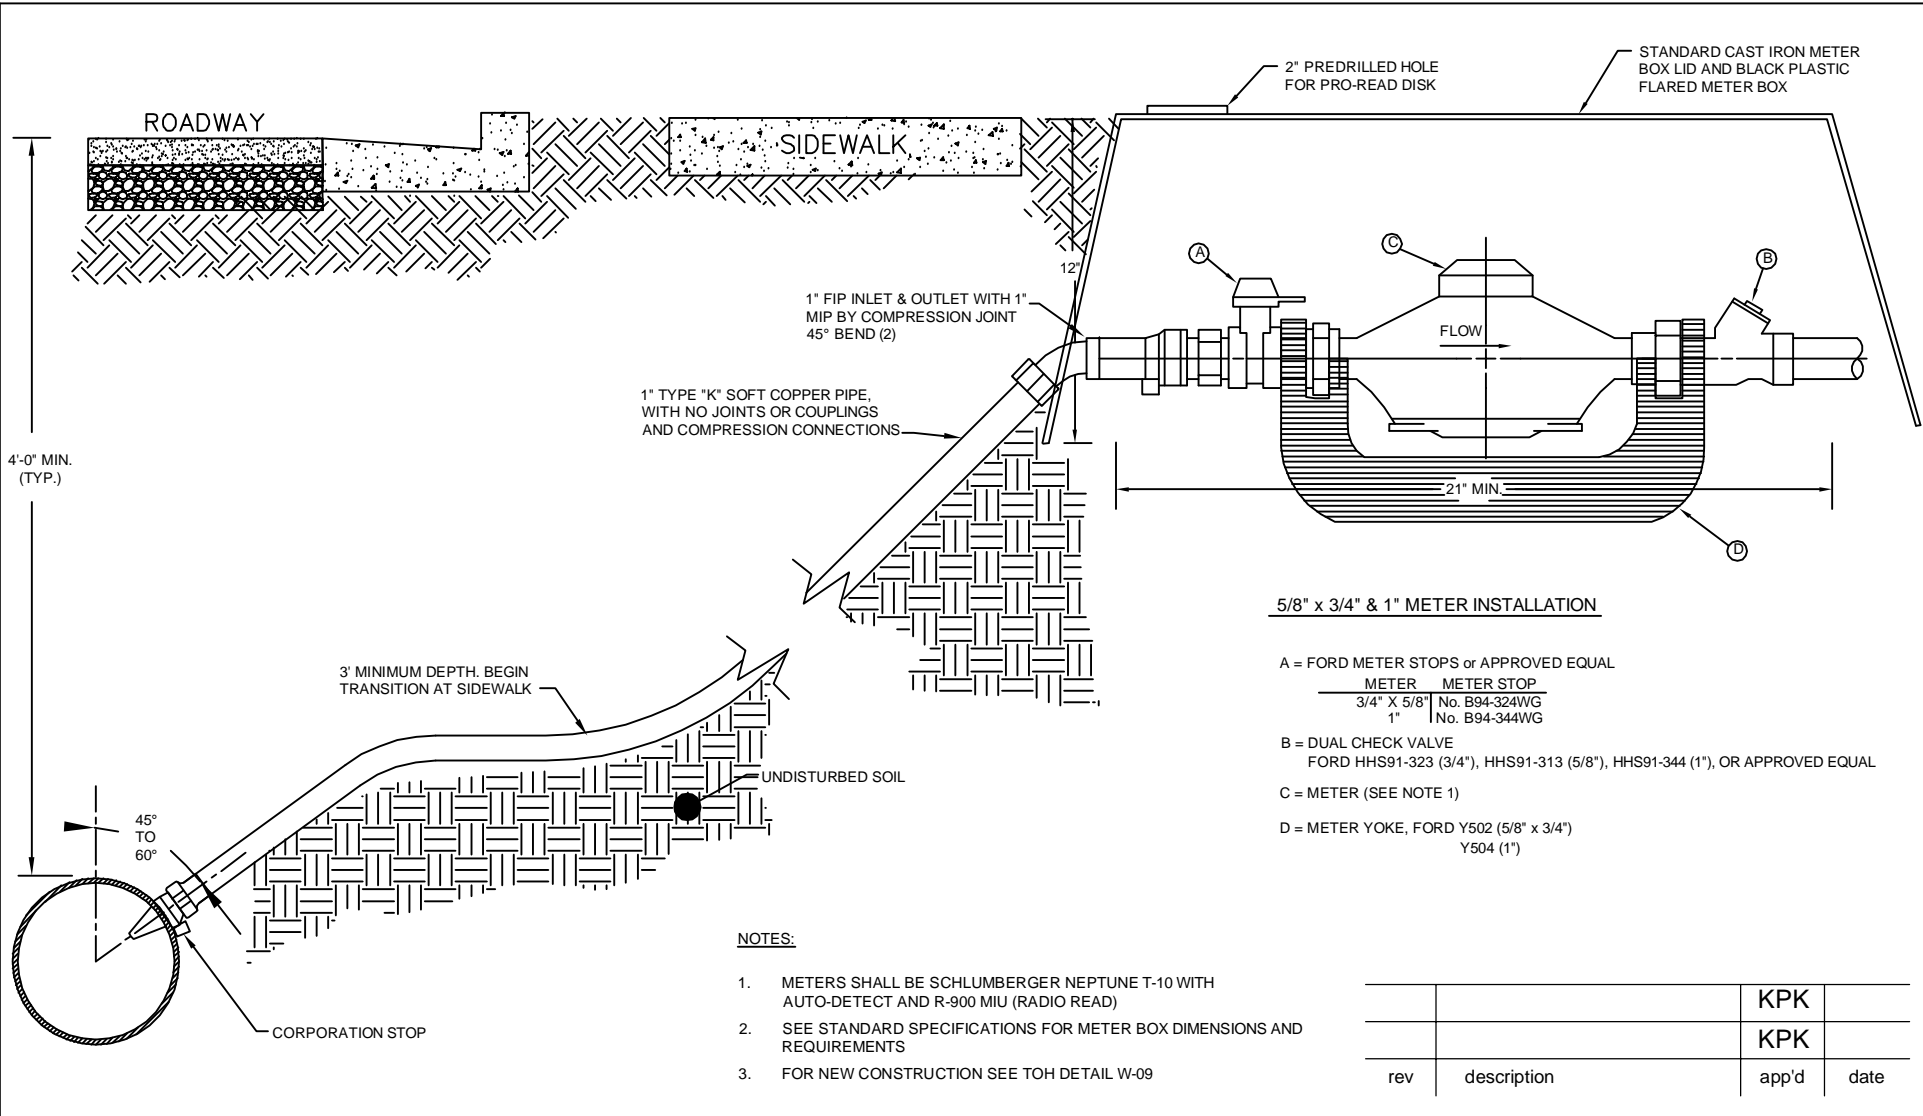 ROADWAY
SIDEWALK
2" PREDRILLED HOLE
FOR PRO-READ DISK
STANDARD CAST IRON METER
BOX LID AND BLACK PLASTIC
FLARED METER BOX
A
C
B
12"
1" FIP INLET & OUTLET WITH 1"
MIP BY COMPRESSION JOINT
45° BEND (2)
FLOW
1" TYPE "K" SOFT COPPER PIPE,
WITH NO JOINTS OR COUPLINGS
AND COMPRESSION CONNECTIONS
4'-0" MIN.
(TYP.)
21" MIN.
D
3' MINIMUM DEPTH. BEGIN
TRANSITION AT SIDEWALK
UNDISTURBED SOIL
45°
TO
60°
CORPORATION STOP
5/8" x 3/4" & 1" METER INSTALLATION
A = FORD METER STOPS or APPROVED EQUAL
METER METER STOP
3/4" X 5/8" No. B94-324WG
1" No. B94-344WG
B = DUAL CHECK VALVE
FORD HHS91-323 (3/4"), HHS91-313 (5/8"), HHS91-344 (1"), OR APPROVED EQUAL
C = METER (SEE NOTE 1)
D = METER YOKE, FORD Y502 (5/8" x 3/4")
Y504 (1")
NOTES:
1. METERS SHALL BE SCHLUMBERGER NEPTUNE T-10 WITH
AUTO-DETECT AND R-900 MIU (RADIO READ)
2. SEE STANDARD SPECIFICATIONS FOR METER BOX DIMENSIONS AND
REQUIREMENTS
3. FOR NEW CONSTRUCTION SEE TOH DETAIL W-09
KPK
KPK
rev description app'd date